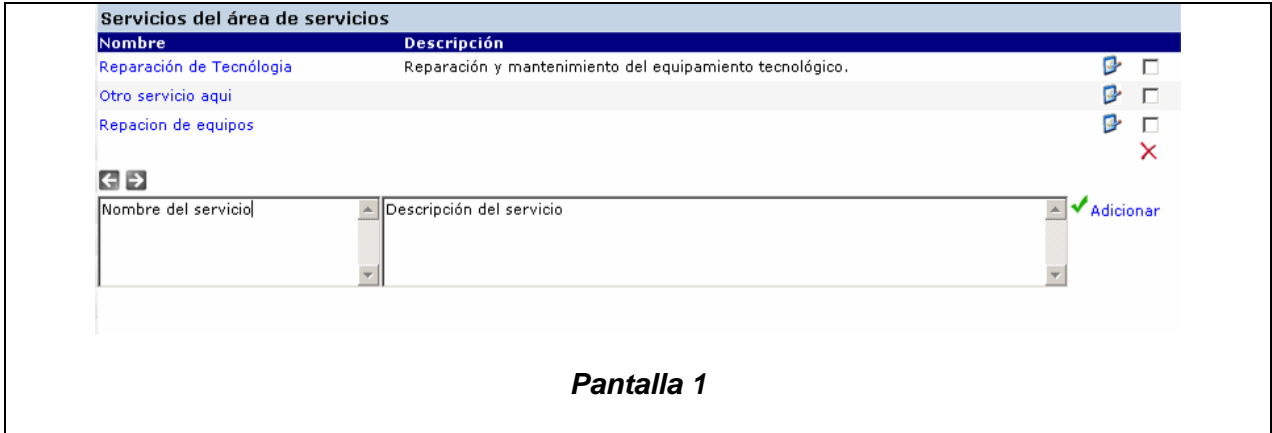 Servicios del área de servicios
Nombre Descripción
Reparación de Tecnólogia Reparación y mantenimiento del equipamiento tecnológico.
Otro servicio aqui
Repacion de equipos
Nombre del servicio Descripción del servicio Adicionar
Pantalla 1